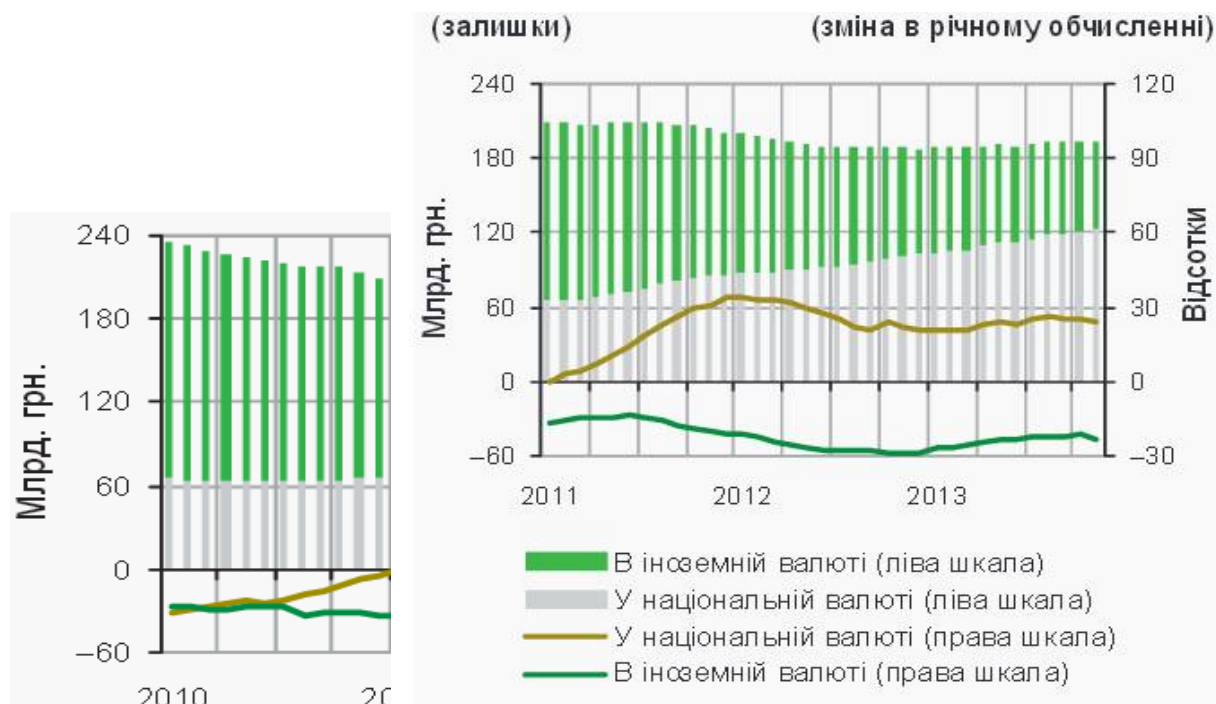 (залишки) (зміна в річному обчисленні)
240 120
180 90
120 60
60 30
0 0
–60 –30
Млрд. грн.
Відсотки
2011 2012 2013
240
180
120
60
0
–60
Млрд. грн.
2010 20
В іноземній валюті (ліва шкала)
У національній валюті (ліва шкала)
У національній валюті (права шкала)
В іноземній валюті (права шкала)